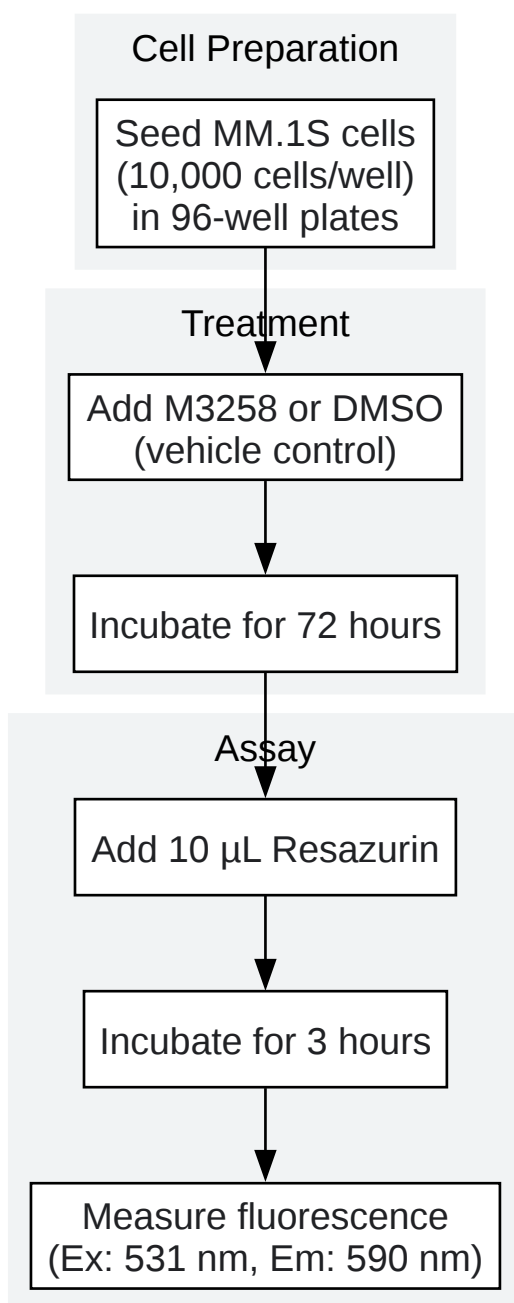 Cell Preparation
Seed MM.1S cells
(10,000 cells/well)
in 96-well plates
Treatment
Add M3258 or DMSO
(vehicle control)
Incubate for 72 hours
Assay
Add 10 µL Resazurin
Incubate for 3 hours
Measure fluorescence
(Ex: 531 nm, Em: 590 nm)